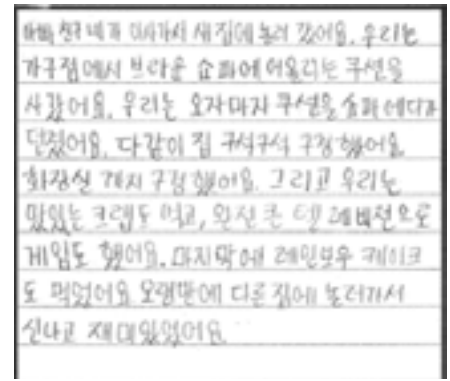 아빠 친구네가 이사가서 새 집에 놀러 갔어요. 우리는
가구점에서 브라운 쇼파에 어울리는 쿠션을
사갔어요. 우리는 오자마자 쿠션을 쇼파에다가
던졌어요. 다같이 집 구석구석 구경했어요.
화장실 까지 구경했어요. 그리고 우리는
맛있는 크랩도 먹고, 완전 큰 텔레비전으로
게임도 했어요. 마지막에 레인보우 케이크
도 먹었어요 오랜만에 다른 집에 놀러가서
신나고 재미있었어요.